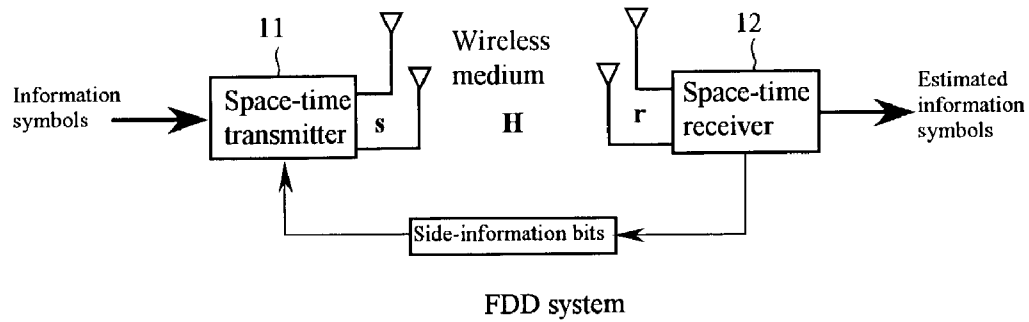 11
12
Information
symbols
Space-time
transmitter
s
Wireless
medium
H
r
Space-time
receiver
Estimated
information
symbols
Side-information bits
FDD system